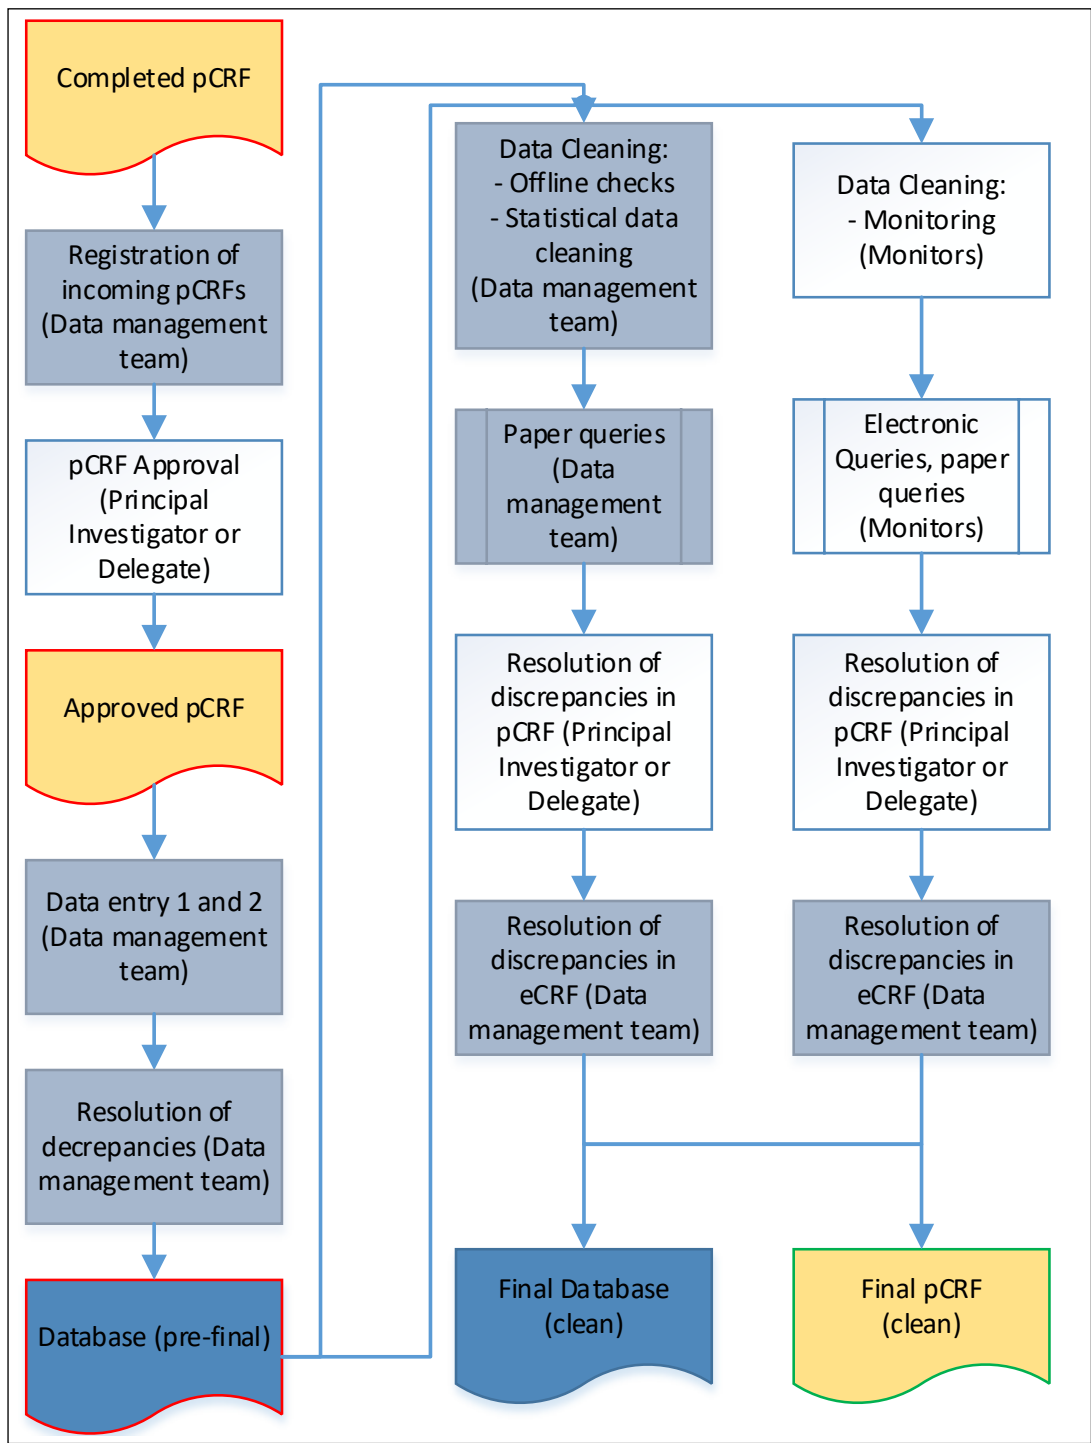 Completed pCRF
Registration of
incoming pCRFs
(Data management
team)
pCRF Approval
(Principal
Investigator or
Delegate)
Approved pCRF
Data entry 1 and 2
(Data management
team)
Resolution of
decrepancies (Data
management team)
Database (pre-final)
Data Cleaning:
- Offline checks
- Statistical data
cleaning
(Data management
team)
Paper queries
(Data
management
team)
Resolution of
discrepancies in
pCRF (Principal
Investigator or
Delegate)
Resolution of
discrepancies in
eCRF (Data
management team)
Final Database
(clean)
Data Cleaning:
- Monitoring
(Monitors)
Electronic
Queries, paper
queries
(Monitors)
Resolution of
discrepancies in
pCRF (Principal
Investigator or
Delegate)
Resolution of
discrepancies in
eCRF (Data
management team)
Final pCRF
(clean)